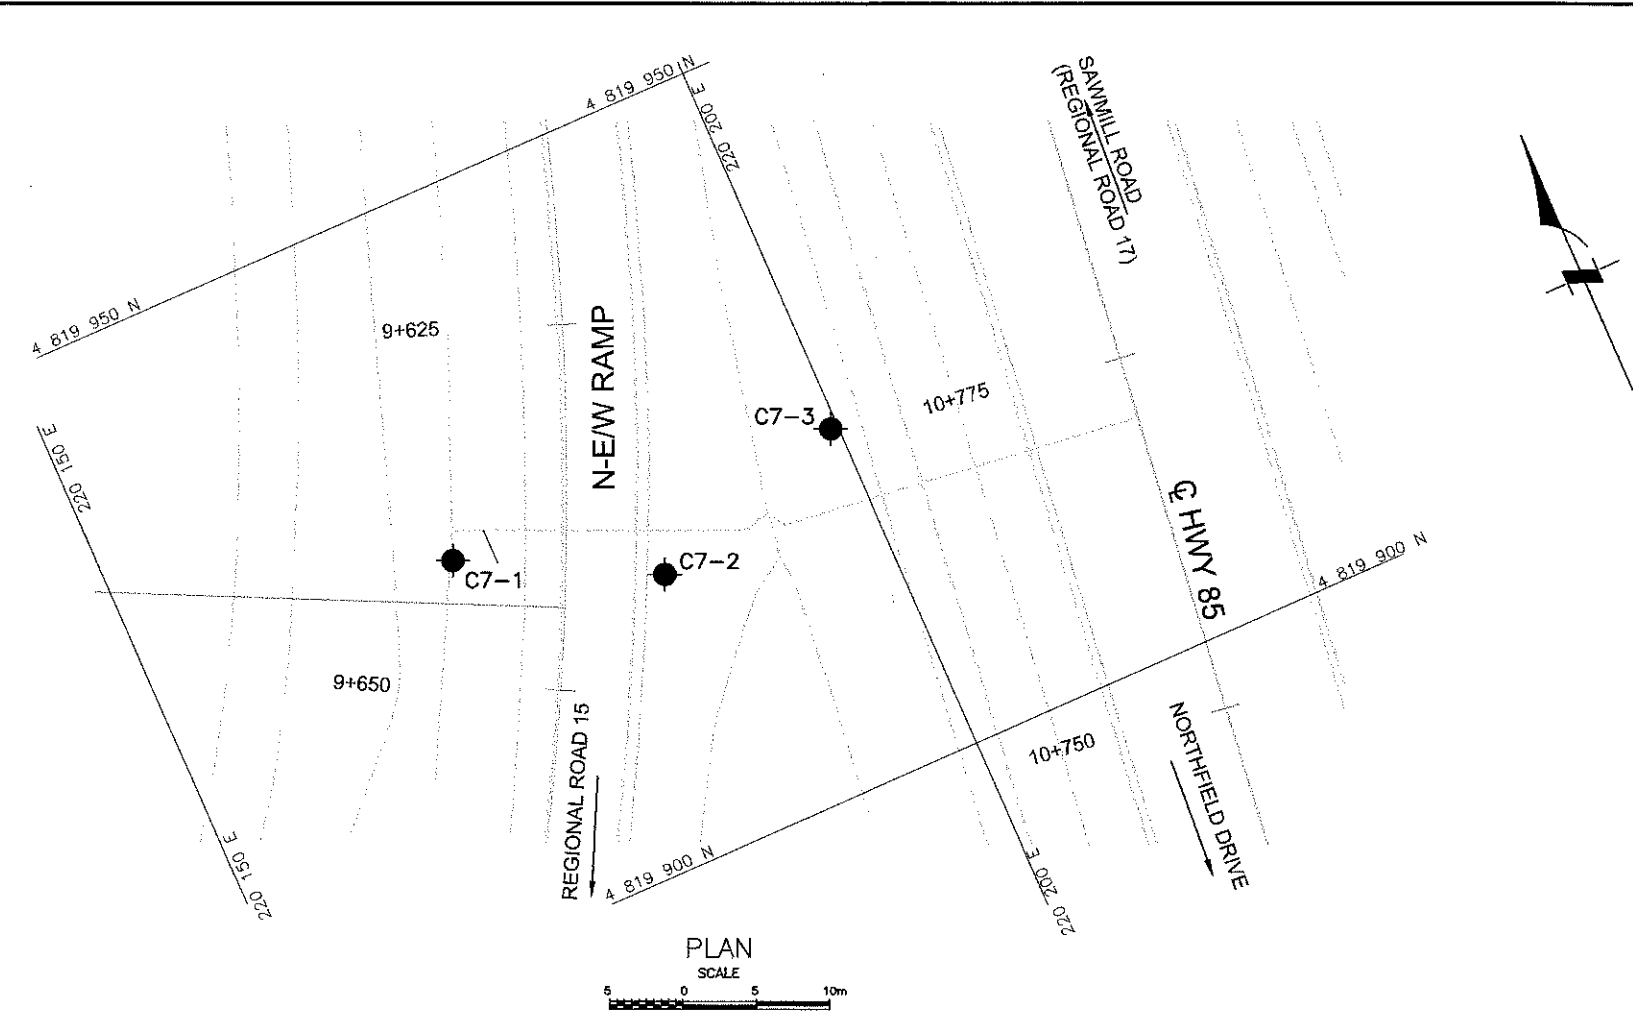 4 819 950 N
220 200 E
SAWMILL ROAD
(REGIONAL ROAD 17)
4 819 950 N
9+625
N-E/W RAMP
C7-3
10+775
220 150 E
C7-1
C7-2
℄ HWY 85
4 819 900 N
9+650
REGIONAL ROAD 15
10+750
NORTHFIELD DRIVE
220 150 E
4 819 900 N
220 200 E
PLAN
SCALE
5 0 5 10m